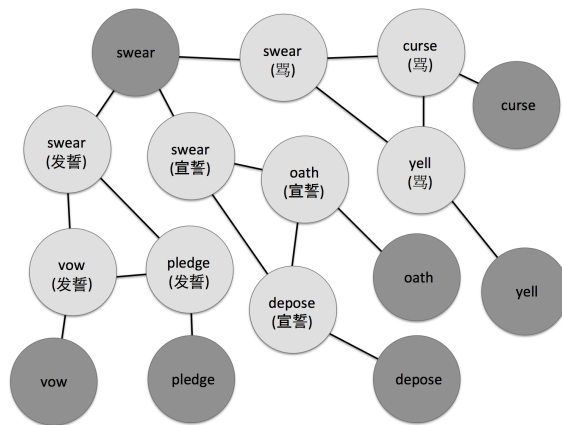 swear
swear
(骂)
curse
(骂)
curse
swear
(发誓)
swear
(宣誓)
oath
(宣誓)
yell
(骂)
vow
(发誓)
pledge
(发誓)
oath
yell
depose
(宣誓)
vow
pledge
depose